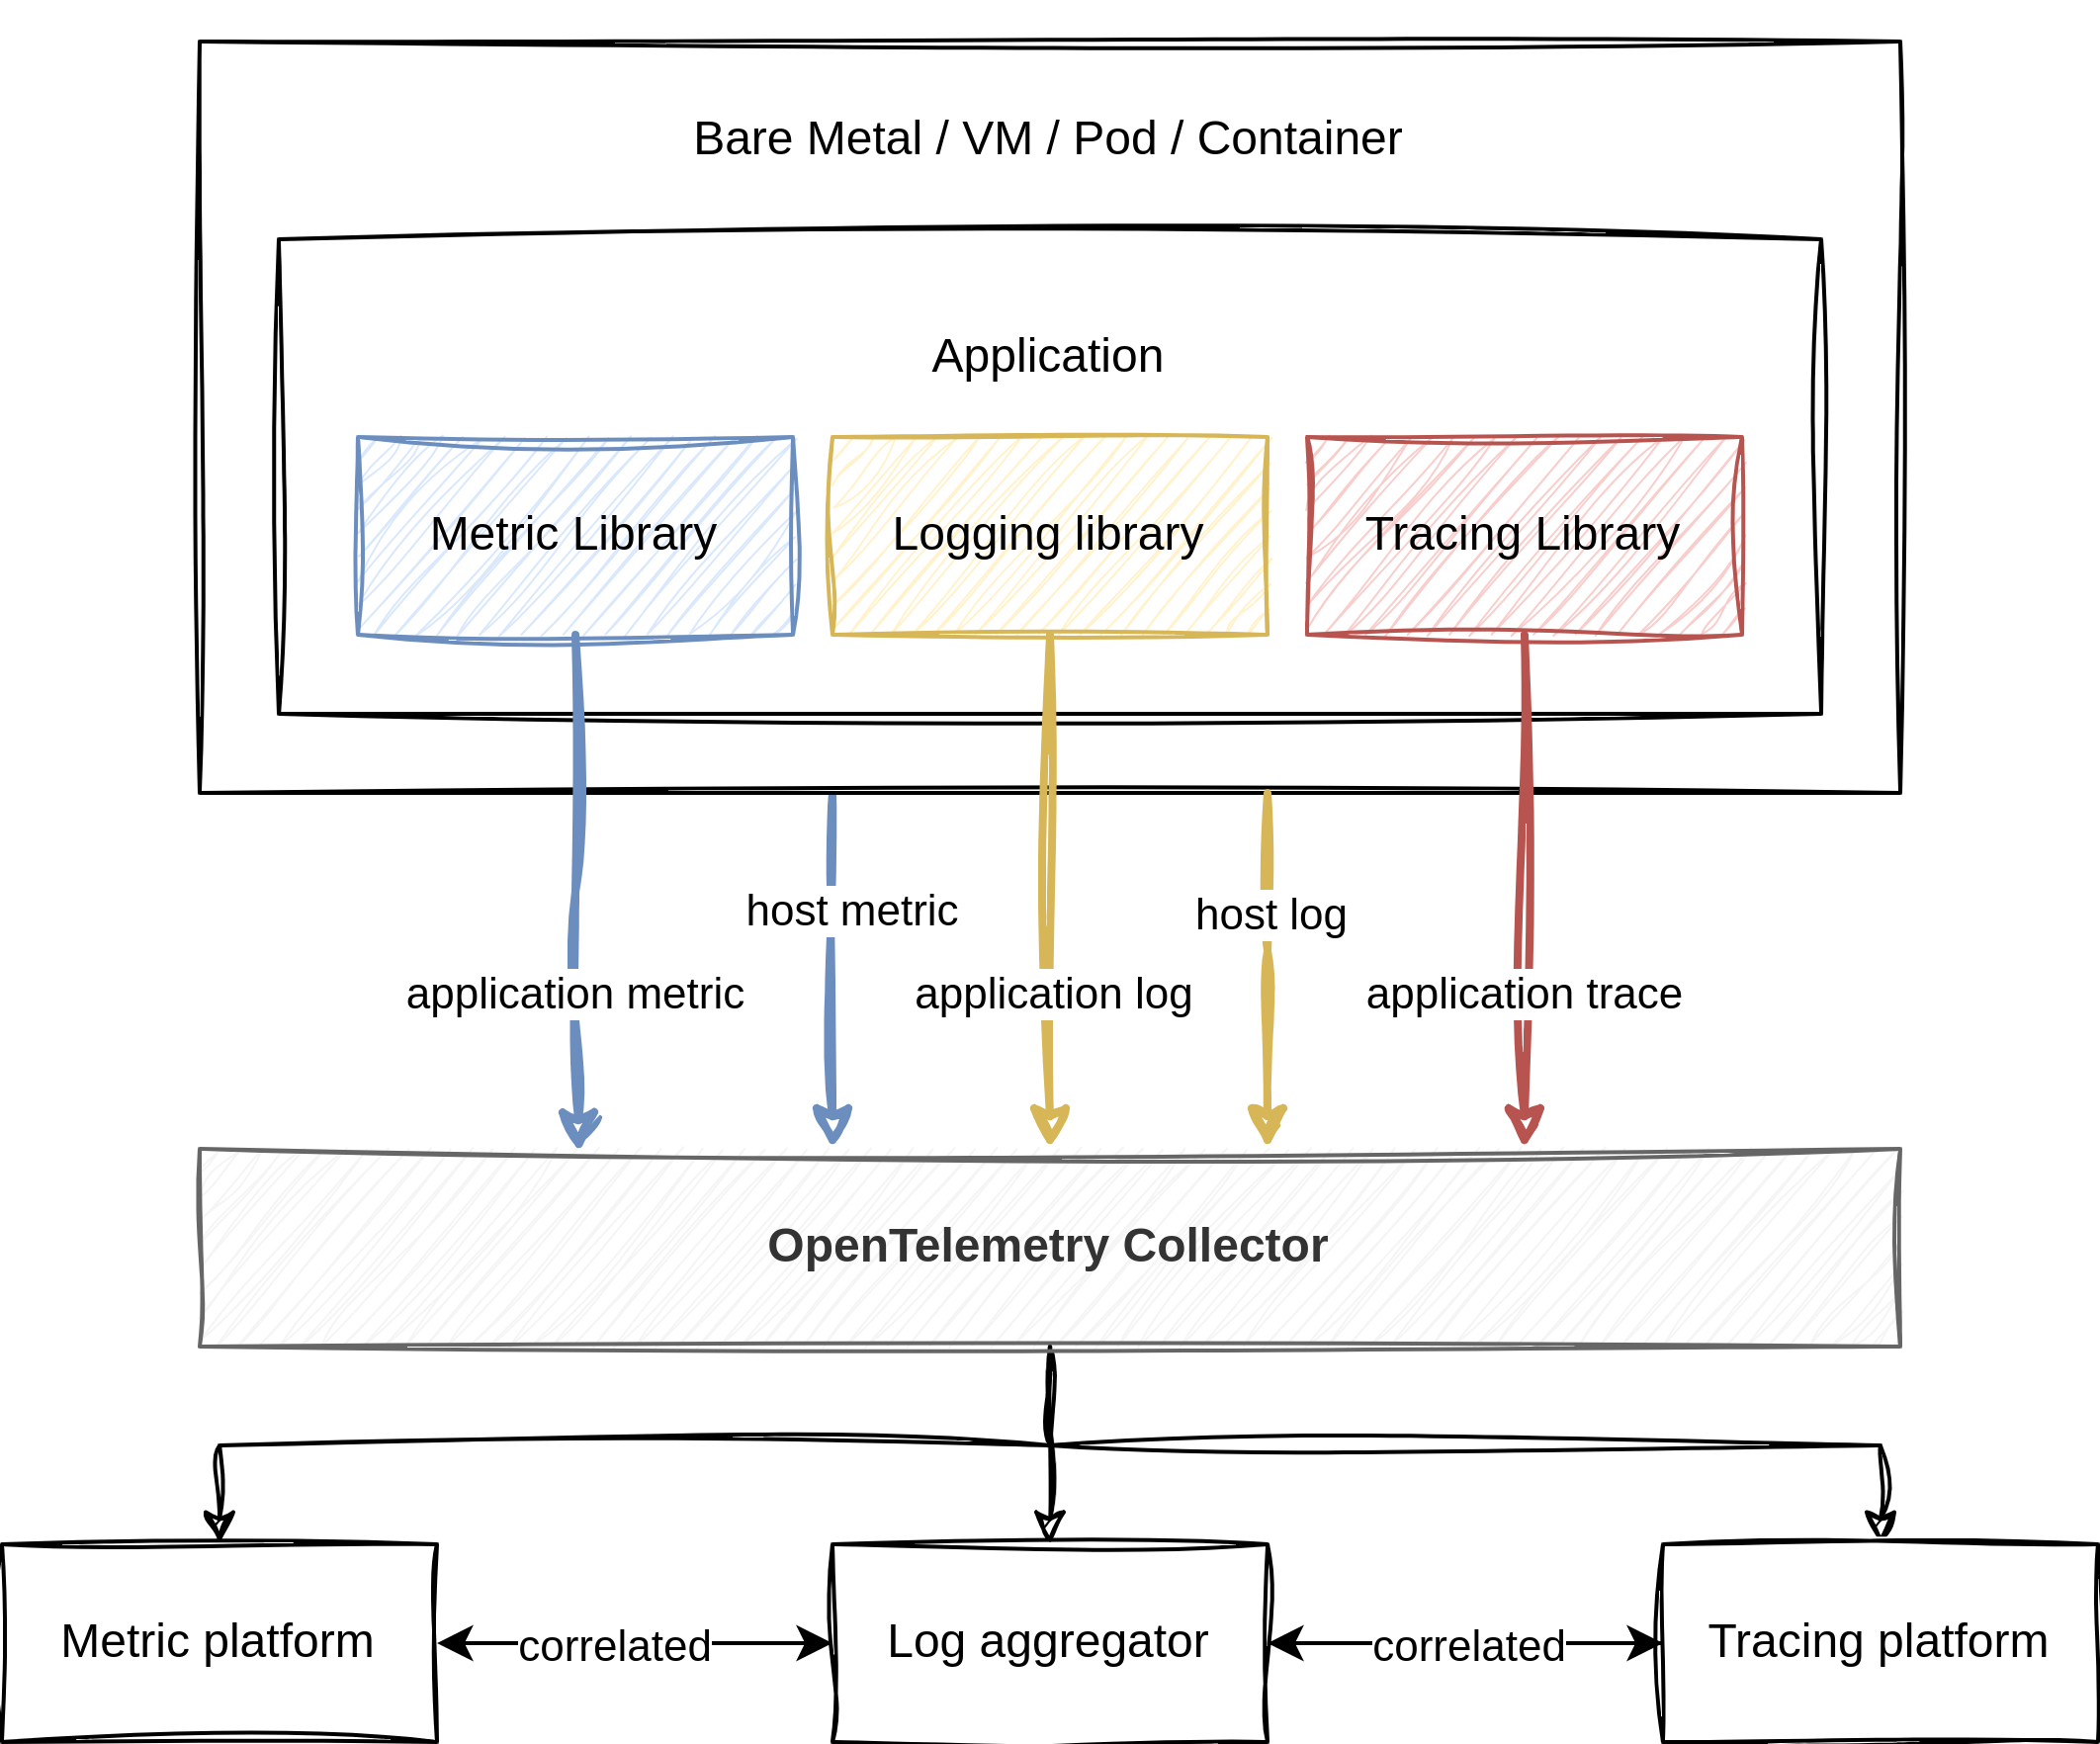 Bare Metal / VM / Pod / Container
Application
Metric Library
Logging library
Tracing Library
host metric
host log
application metric
application log
application trace
OpenTelemetry Collector
Metric platform
correlated
Log aggregator
correlated
Tracing platform